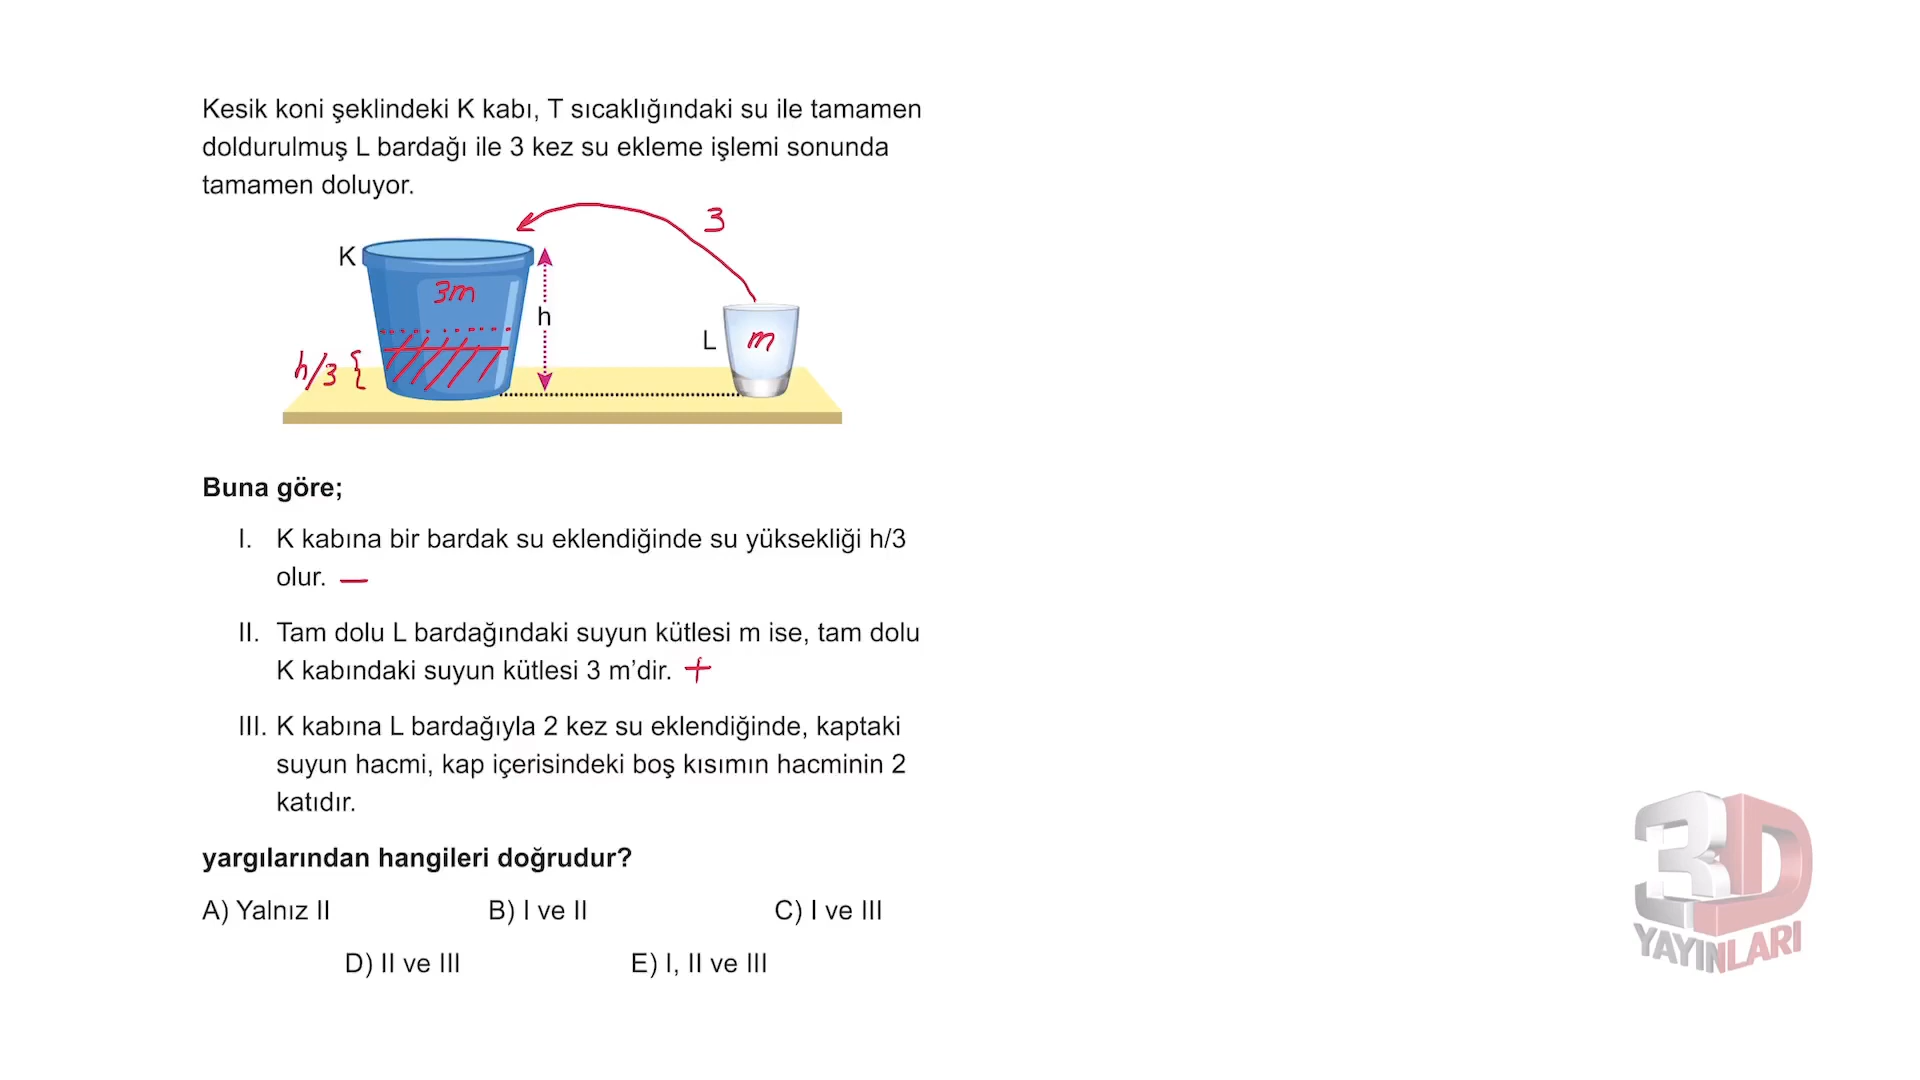 Kesik koni şeklindeki K kabı, T sıcaklığındaki su ile tamamen
doldurulmuş L bardağı ile 3 kez su ekleme işlemi sonunda
tamamen doluyor.
3
K
3m
h
L
m
h/3 {
Buna göre;
I. K kabına bir bardak su eklendiğinde su yüksekliği h/3
olur. –
II. Tam dolu L bardağındaki suyun kütlesi m ise, tam dolu
K kabındaki suyun kütlesi 3 m’dir. +
III. K kabına L bardağıyla 2 kez su eklendiğinde, kaptaki
suyun hacmi, kap içerisindeki boş kısımın hacminin 2
katıdır.
yargılarından hangileri doğrudur?
A) Yalnız II B) I ve II C) I ve III
D) II ve III E) I, II ve III
3D
YAYINLARI